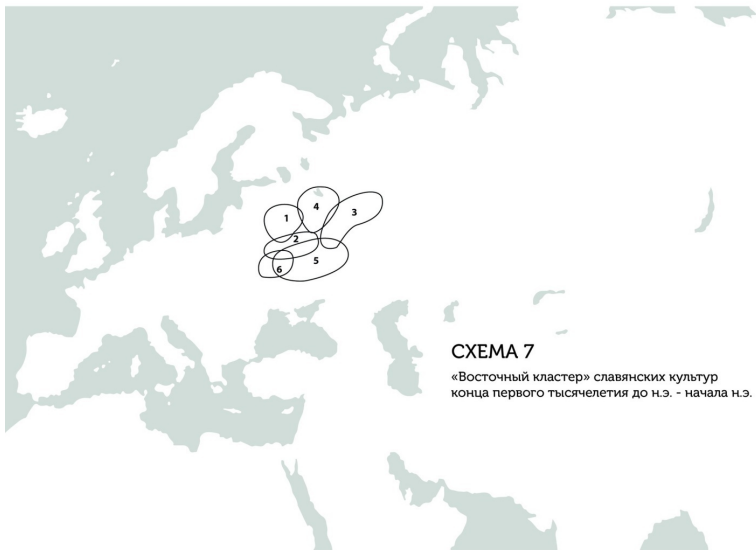 4
3
1
2
5
6
СХЕМА 7
«Восточный кластер» славянских культур
конца первого тысячелетия до н.э. - начала н.э.